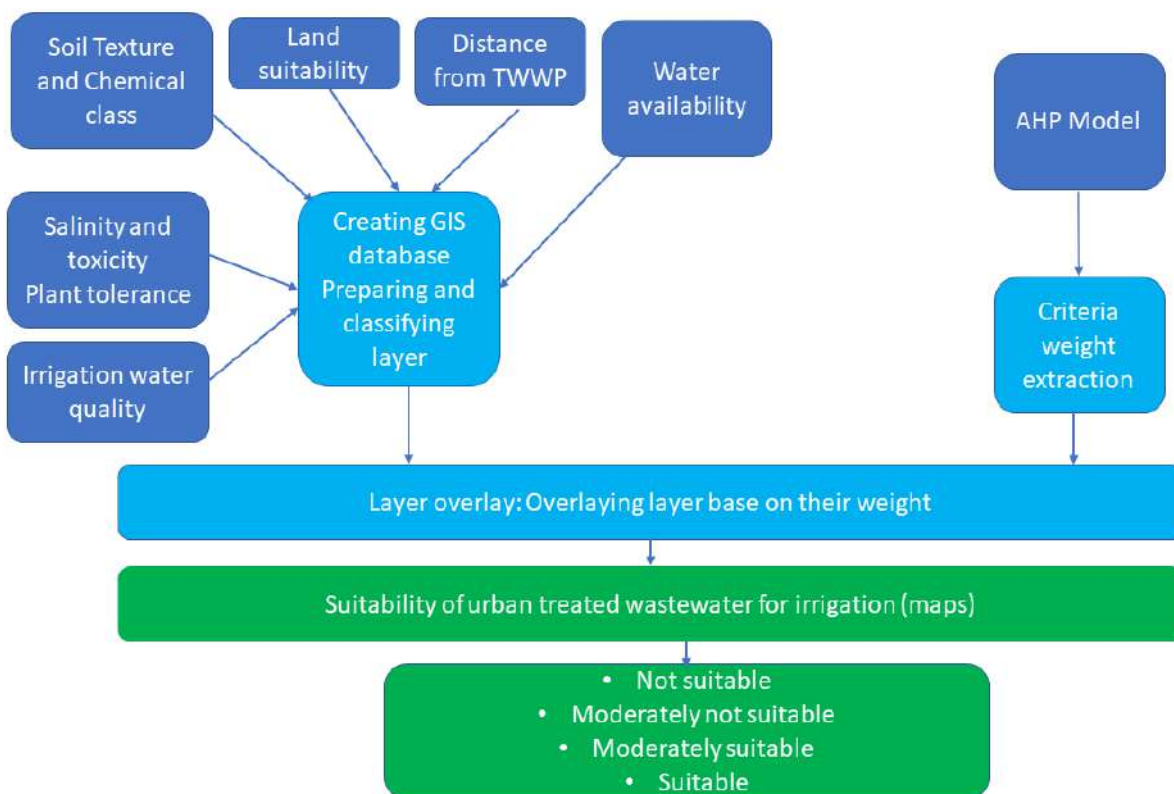 Soil Texture
and Chemical
class
Land
suitability
Distance
from TWWP
Water
availability
AHP Model
Salinity and
toxicity
Plant tolerance
Irrigation water
quality
Creating GIS
database
Preparing and
classifying
layer
Criteria
weight
extraction
Layer overlay: Overlaying layer base on their weight
Suitability of urban treated wastewater for irrigation (maps)
• Not suitable
• Moderately not suitable
• Moderately suitable
• Suitable